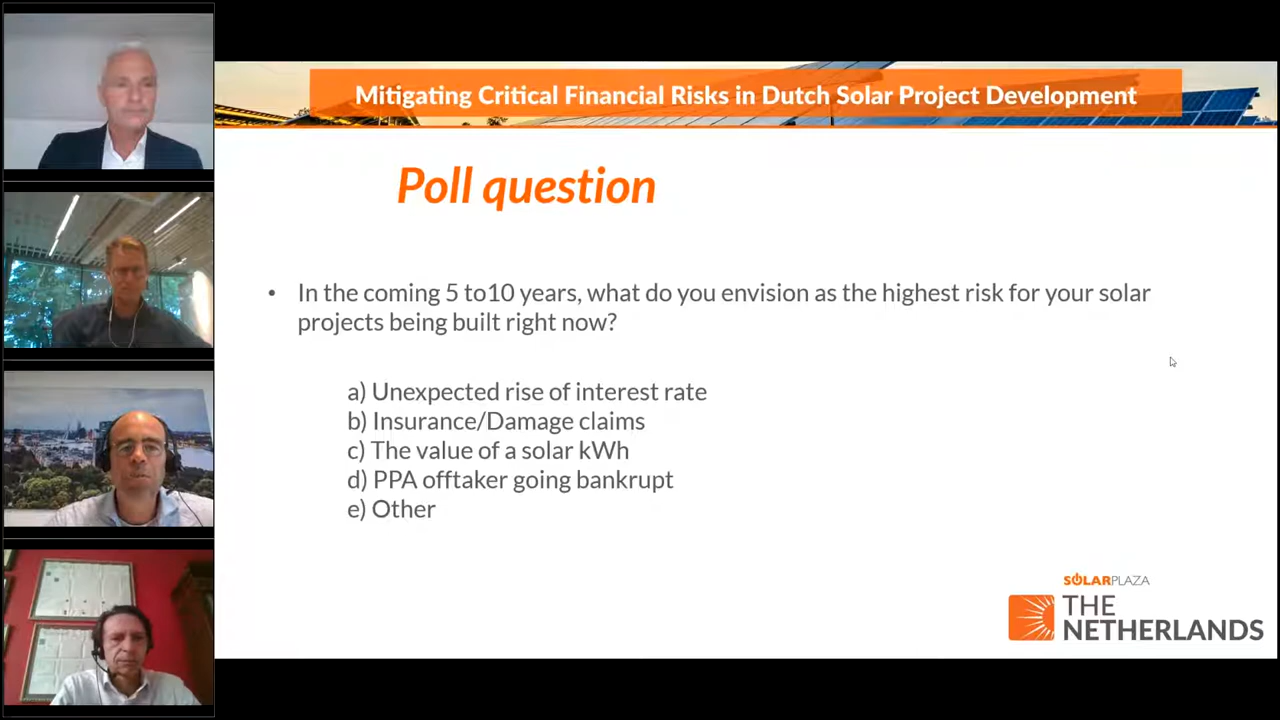 Mitigating Critical Financial Risks in Dutch Solar Project Development
Poll question
• In the coming 5 to10 years, what do you envision as the highest risk for your solar
projects being built right now?
a) Unexpected rise of interest rate
b) Insurance/Damage claims
c) The value of a solar kWh
d) PPA offtaker going bankrupt
e) Other
SOLARPLAZA
THE
NETHERLANDS